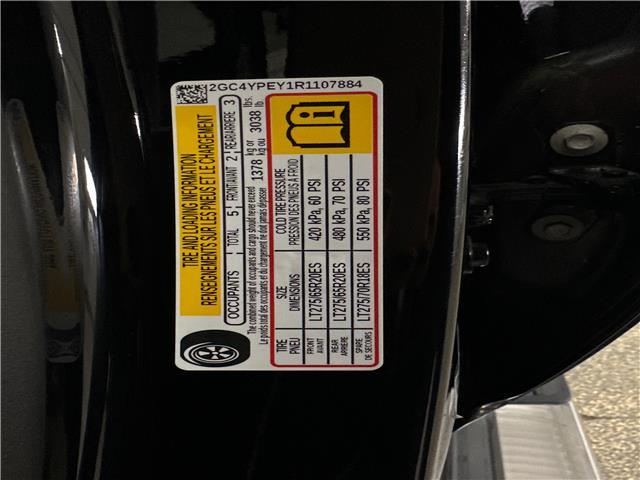 2GC4YPEY1R1107884
TIRE AND LOADING INFORMATION
RENSEIGNEMENTS SUR LES PNEUS ET LE CHARGEMENT
OCCUPANTS TOTAL 5 FRONT/AVANT 2 REAR/ARRIERE 3
The combined weight of occupants and cargo should never exceed 1378 kg or 3038 lbs.
Le poids total des occupants et du chargement ne doit jamais dépasser kg ou lb.
TIRE SIZE COLD TIRE PRESSURE
PNEU DIMENSIONS PRESSION DES PNEUS À FROID
FRONT LT275/65R20ES 420 kPa, 60 PSI
AVANT
REAR LT275/65R20ES 480 kPa, 70 PSI
ARRIERE
SPARE LT275/70R18ES 550 kPa, 80 PSI
DE SECOURS